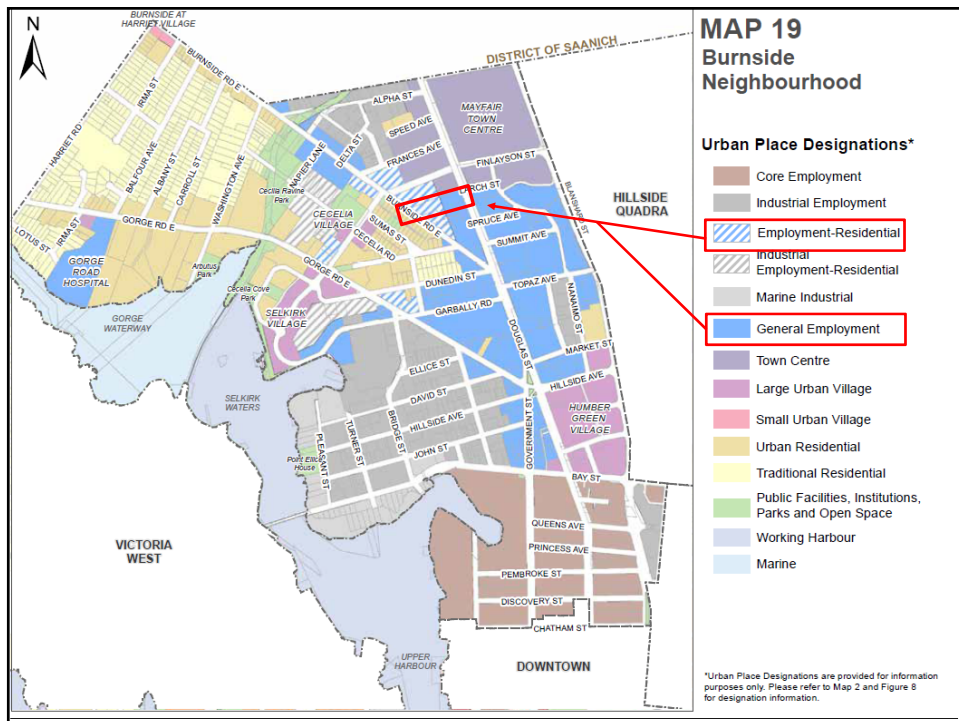 MAP 19
Burnside
Neighbourhood
Urban Place Designations*
Core Employment
Industrial Employment
Employment-Residential
Industrial
Employment-Residential
Marine Industrial
General Employment
Town Centre
Large Urban Village
Small Urban Village
Urban Residential
Traditional Residential
Public Facilities, Institutions,
Parks and Open Space
Working Harbour
Marine
*Urban Place Designations are provided for information
purposes only. Please refer to Map 2 and Figure 8
for designation information.
N
BURNSIDE AT
HARRIET VILLAGE
DISTRICT OF SAANICH
BURNSIDE RD E
IRMA ST
HARRIET RD
BALFOUR AVE
ALBANY ST
CARROLL ST
WASHINGTON AVE
NAPIER LANE
DELTA ST
ALPHA ST
SPEED AVE
FRANCES AVE
MAYFAIR
TOWN
CENTRE
FINLAYSON ST
LARCH ST
BLANSHARD ST
HILLSIDE
QUADRA
Cecilia Ravine
Park
CECELIA
VILLAGE
BURNSIDE RD E
SUMAS ST
CECELIA RD
SPRUCE AVE
SUMMIT AVE
LOTUS ST
IRMA ST
GORGE RD E
GORGE
ROAD
HOSPITAL
Arbutus
Park
GORGE RD E
DUNEDIN ST
TOPAZ AVE
NANAIMO ST
Cecelia Cove
Park
GARBALLY RD
GORGE
WATERWAY
SELKIRK
VILLAGE
DOUGLAS ST
MARKET ST
ELLICE ST
HILLSIDE AVE
SELKIRK
WATERS
DAVID ST
HILLSIDE AVE
JOHN ST
PLEASANT ST
TURNER ST
BRIDGE ST
GOVERNMENT ST
HUMBER
GREEN
VILLAGE
Point Ellice
House
BAY ST
QUEENS AVE
PRINCESS AVE
PEMBROKE ST
DISCOVERY ST
CHATHAM ST
VICTORIA
WEST
UPPER
HARBOUR
DOWNTOWN